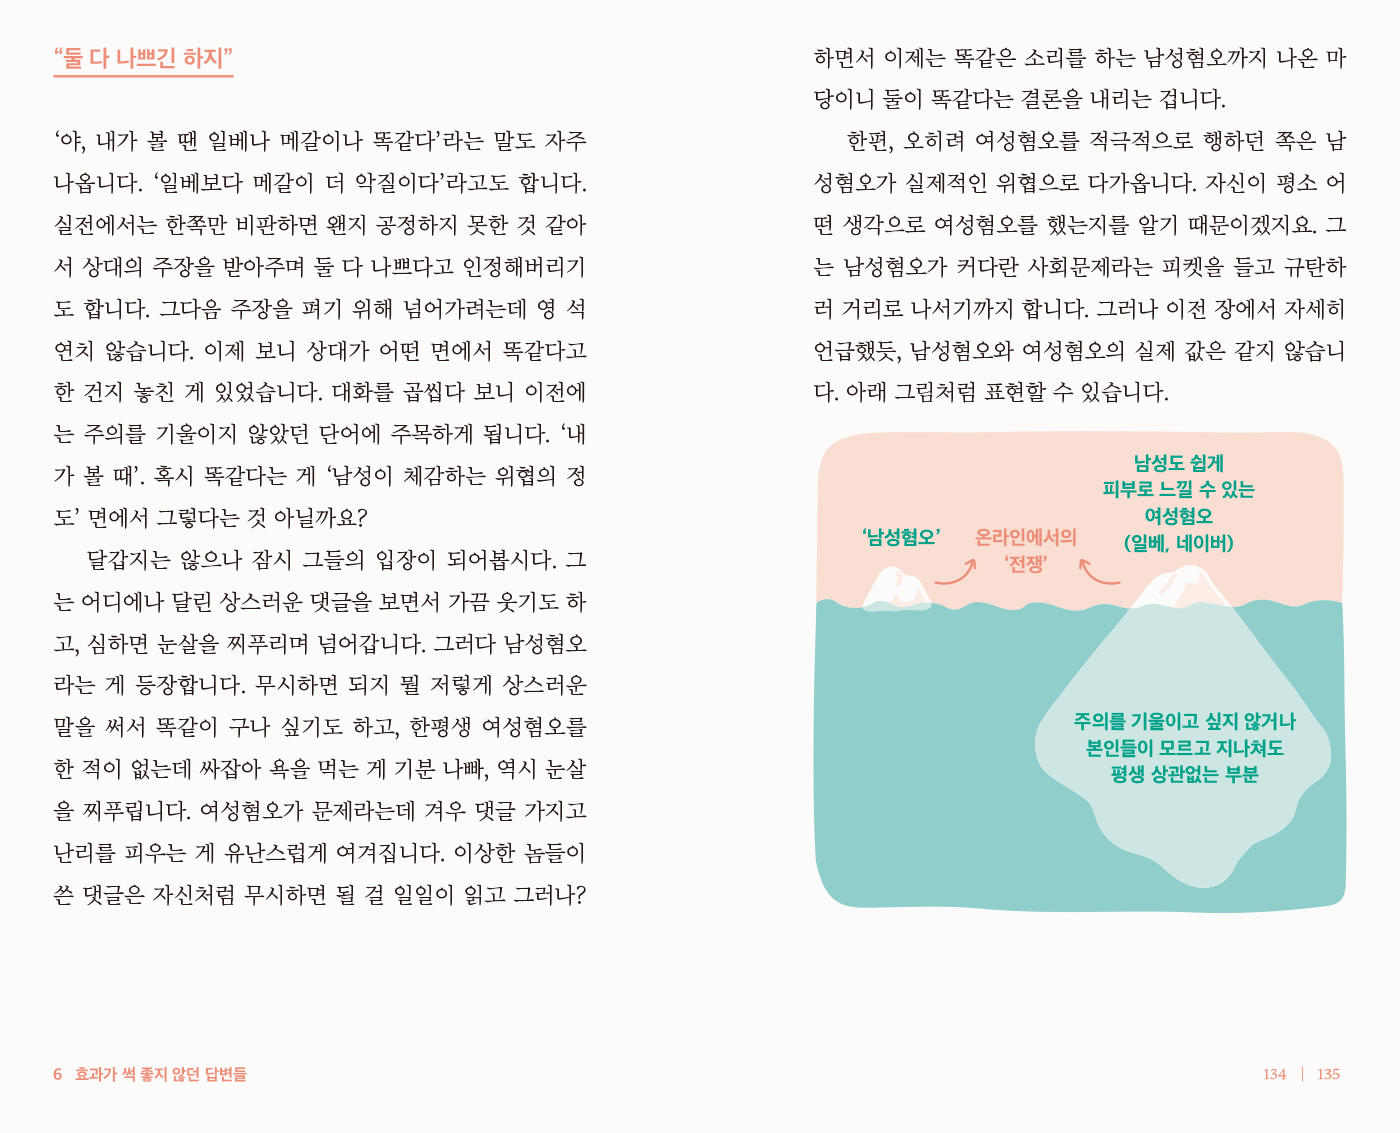 “둘 다 나쁘긴 하지”
‘야, 내가 볼 땐 일베나 메갈이나 똑같다’라는 말도 자주
나옵니다. ‘일베보다 메갈이 더 악질이다’라고도 합니다.
실전에서는 한쪽만 비판하면 왠지 공정하지 못한 것 같아
서 상대의 주장을 받아주며 둘 다 나쁘다고 인정해버리기
도 합니다. 그다음 주장을 펴기 위해 넘어가려는데 영 석
연치 않습니다. 이제 보니 상대가 어떤 면에서 똑같다고
한 건지 놓친 게 있었습니다. 대화를 곱씹다 보니 이전에
는 주의를 기울이지 않았던 단어에 주목하게 됩니다. ‘내
가 볼 때’. 혹시 똑같다는 게 ‘남성이 체감하는 위협의 정
도’ 면에서 그렇다는 것 아닐까요?
달갑지는 않으나 잠시 그들의 입장이 되어봅시다. 그
는 어디에나 달린 상스러운 댓글을 보면서 가끔 웃기도 하
고, 심하면 눈살을 찌푸리며 넘어갑니다. 그러다 남성혐오
라는 게 등장합니다. 무시하면 되지 뭘 저렇게 상스러운
말을 써서 똑같이 구나 싶기도 하고, 한평생 여성혐오를
한 적이 없는데 싸잡아 욕을 먹는 게 기분 나빠, 역시 눈살
을 찌푸립니다. 여성혐오가 문제라는데 겨우 댓글 가지고
난리를 피우는 게 유난스럽게 여겨집니다. 이상한 놈들이
쓴 댓글은 자신처럼 무시하면 될 걸 일일이 읽고 그러나?
6 효과가 썩 좋지 않던 답변들
하면서 이제는 똑같은 소리를 하는 남성혐오까지 나온 마
당이니 둘이 똑같다는 결론을 내리는 겁니다.
한편, 오히려 여성혐오를 적극적으로 행하던 쪽은 남
성혐오가 실제적인 위협으로 다가옵니다. 자신이 평소 어
떤 생각으로 여성혐오를 했는지를 알기 때문이겠지요. 그
는 남성혐오가 커다란 사회문제라는 피켓을 들고 규탄하
러 거리로 나서기까지 합니다. 그러나 이전 장에서 자세히
언급했듯, 남성혐오와 여성혐오의 실제 값은 같지 않습니
다. 아래 그림처럼 표현할 수 있습니다.
남성도 쉽게
피부로 느낄 수 있는
여성혐오
(일베, 네이버)
‘남성혐오’
온라인에서의
‘전쟁’
주의를 기울이고 싶지 않거나
본인들이 모르고 지나쳐도
평생 상관없는 부분
134 | 135